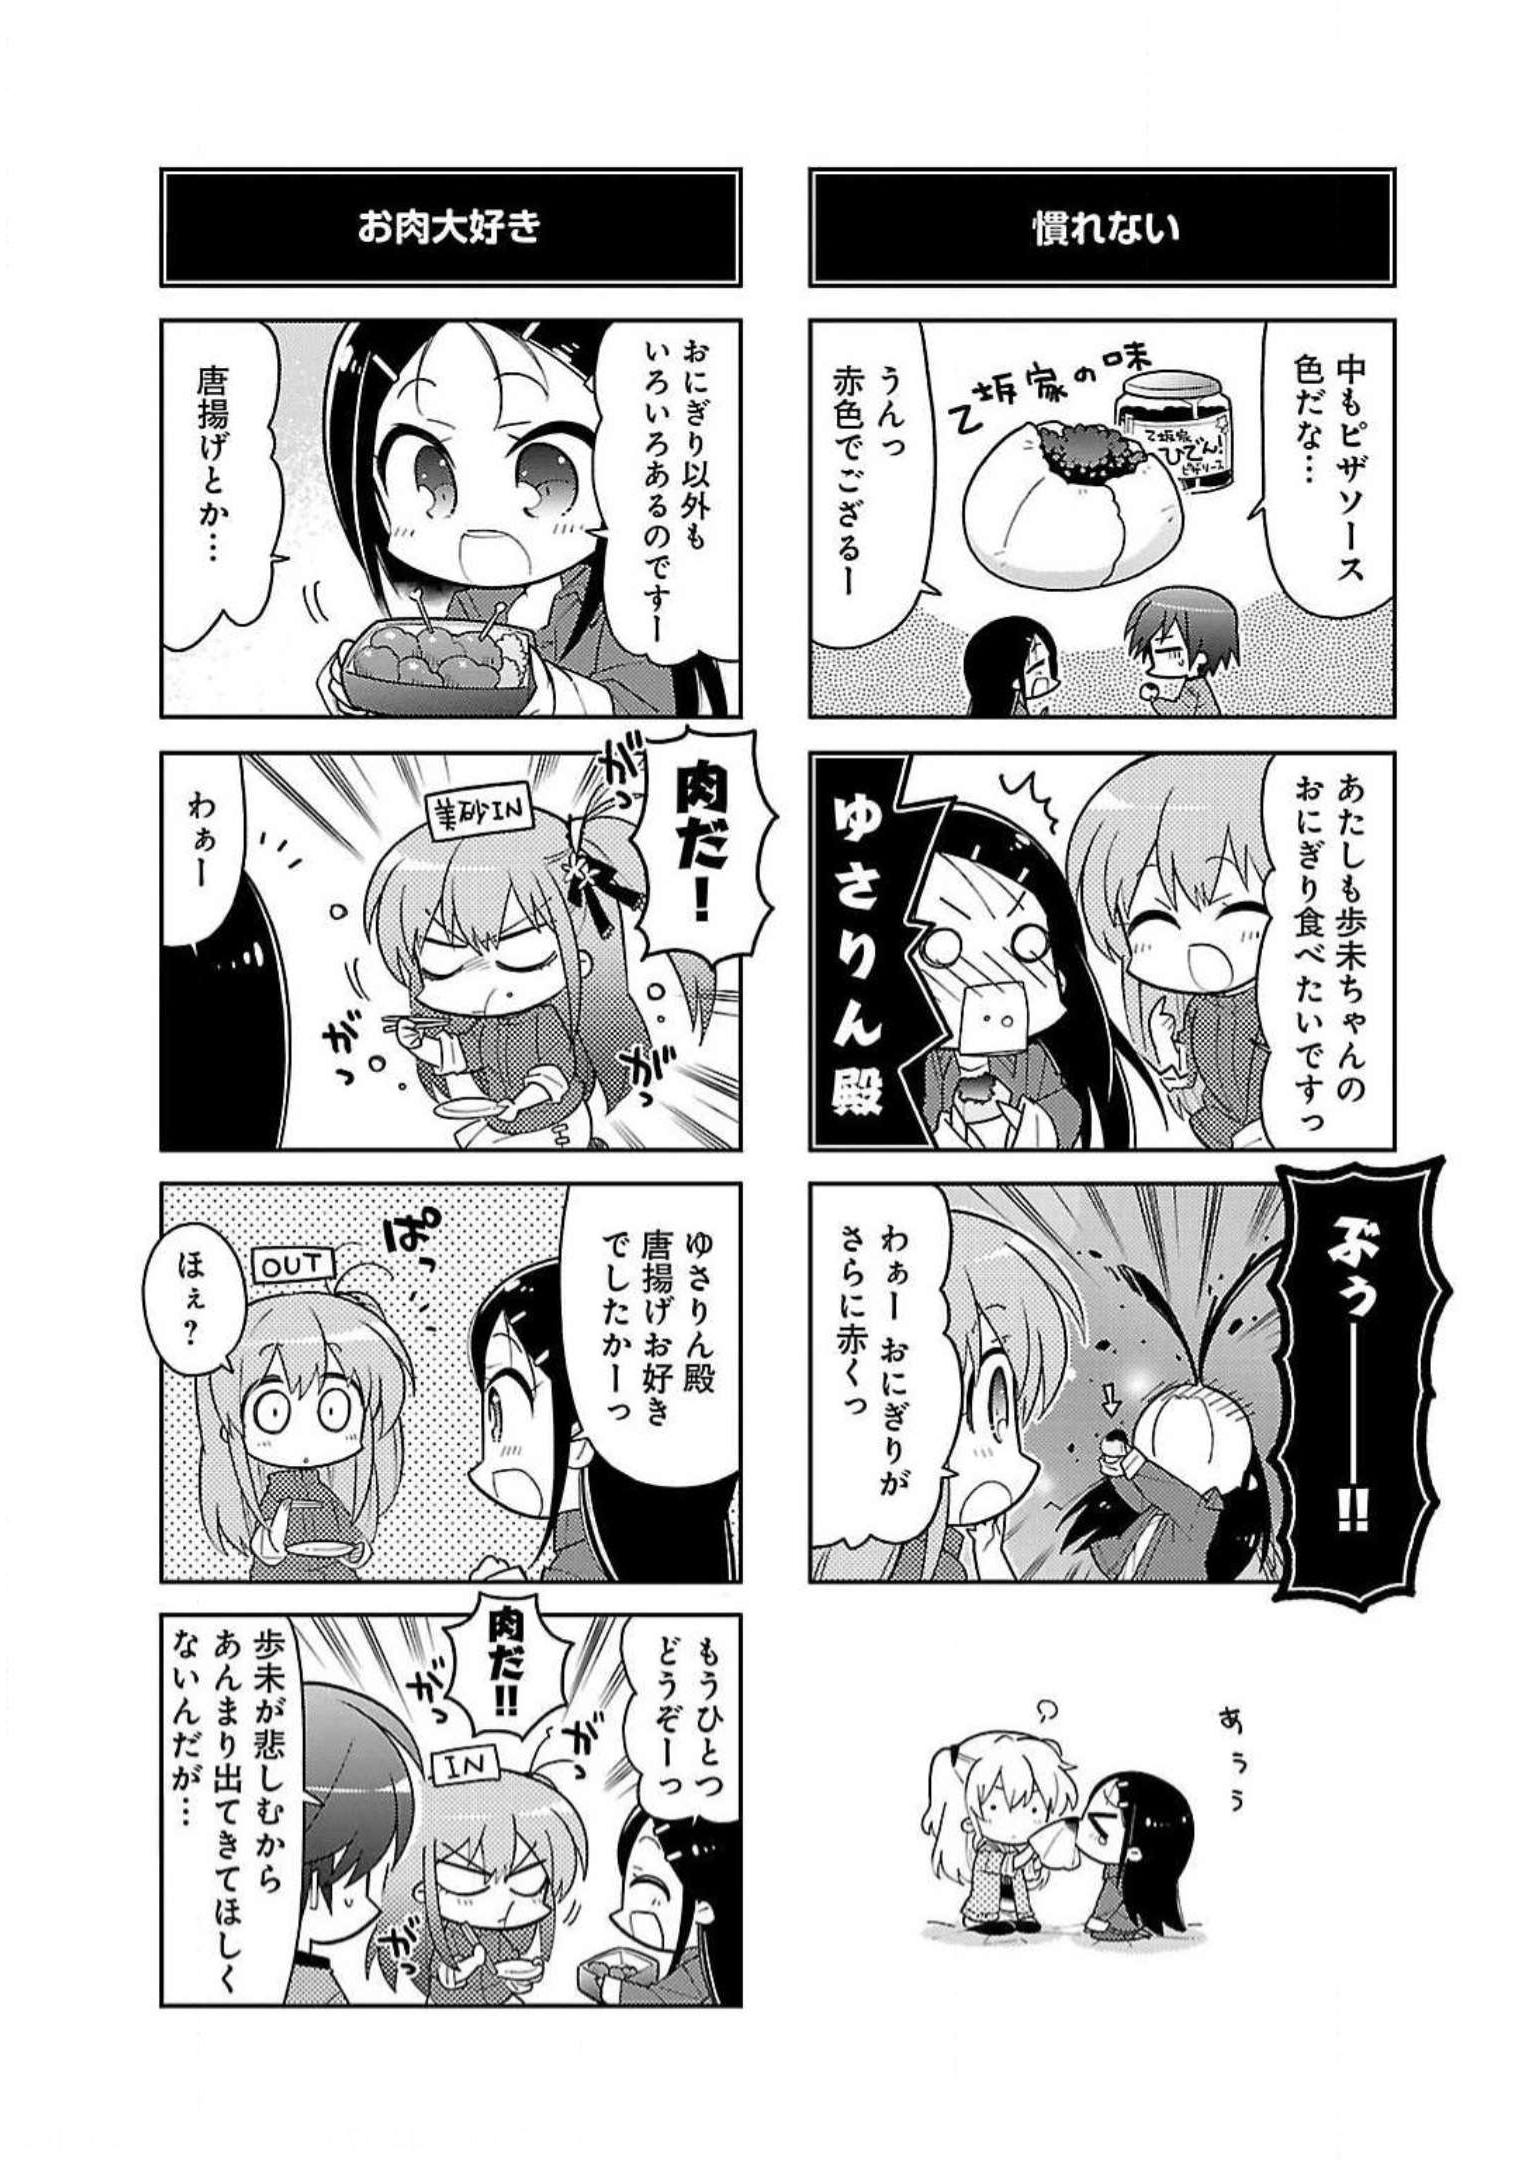 慣れない
中もピザソース
色だな…
乙坂家の味
乙坂家
ひでん!
ピザソース
うんっ
赤色でござるー
あたしも歩未ちゃんの
おにぎり食べたいですっ
ゆさりん殿
ぶぅ――!!
わぁー おにぎりが
さらに赤くっ
あううう
お肉大好き
おにぎり以外も
いろいろあるのですー
唐揚げとか…
肉だ!
美砂IN
がっ
がっ
がっ
わぁー
ゆさりん殿
唐揚げお好き
でしたかーっ
ぱっ
OUT
ほぇ?
もうひとつ
どうぞーっ
肉だ!!
がっ
がっ
がっ
IN
歩未が悲しむから
あんまり出てきてほしく
ないんだが…